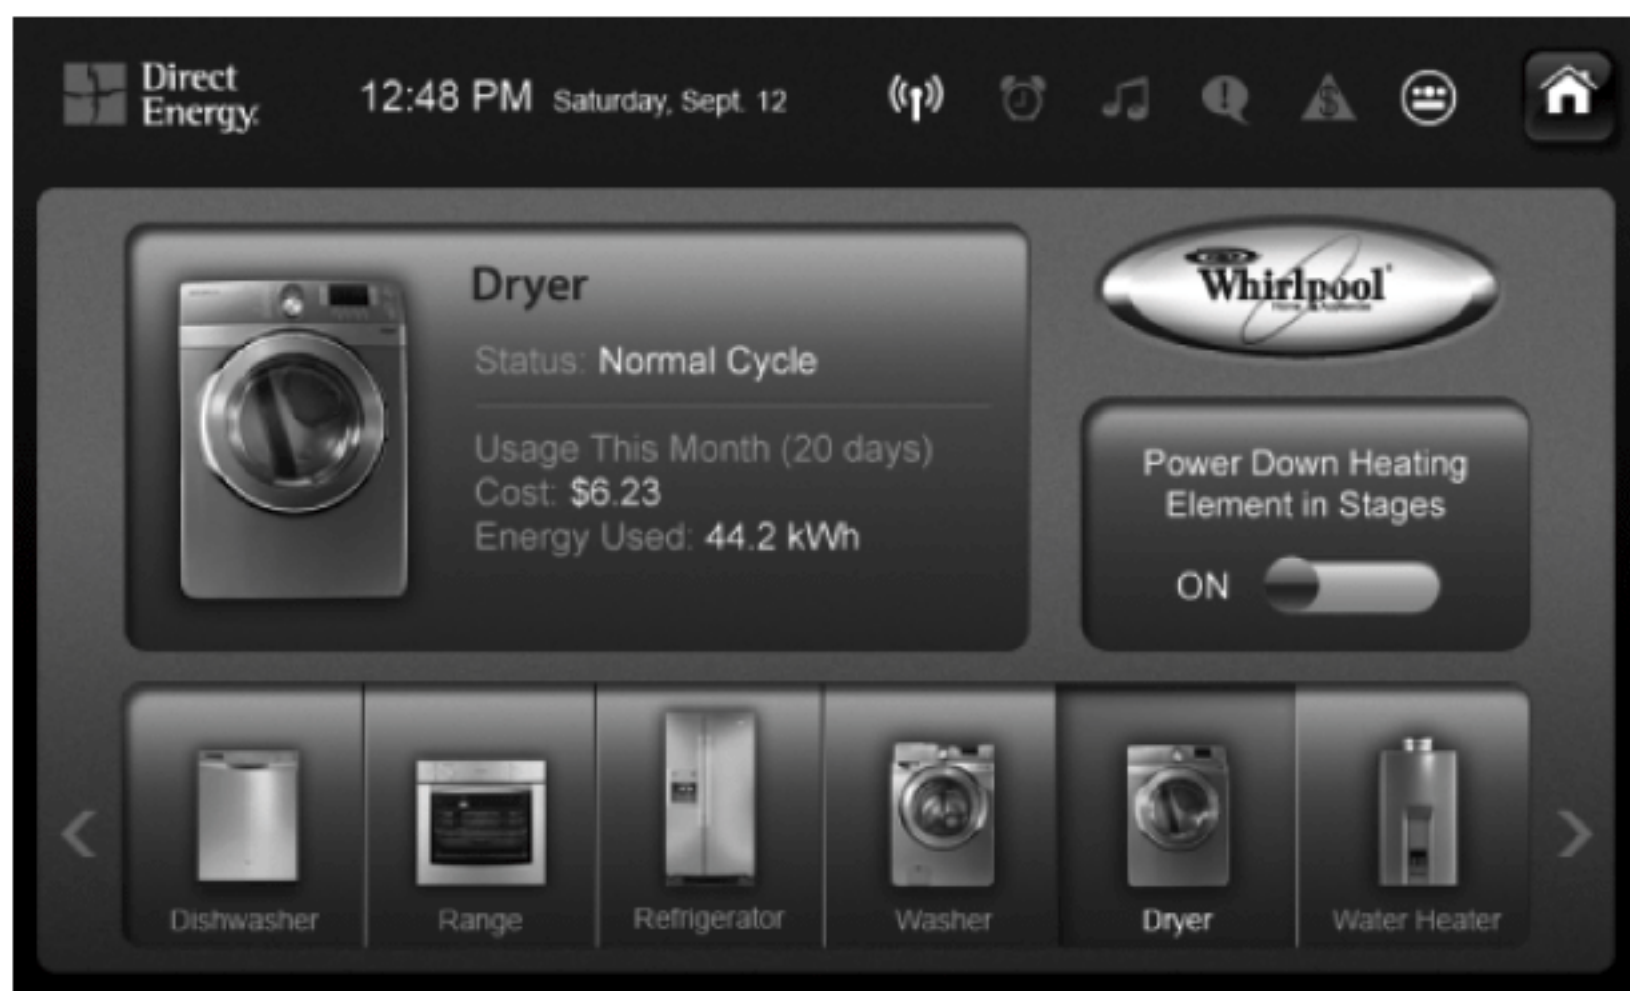 Direct
Energy.
12:48 PM Saturday, Sept. 12
Dryer
Status: Normal Cycle
Usage This Month (20 days)
Cost: $6.23
Energy Used: 44.2 kWh
Whirlpool
Power Down Heating
Element in Stages
ON
Dishwasher
Range
Refrigerator
Washer
Dryer
Water Heater